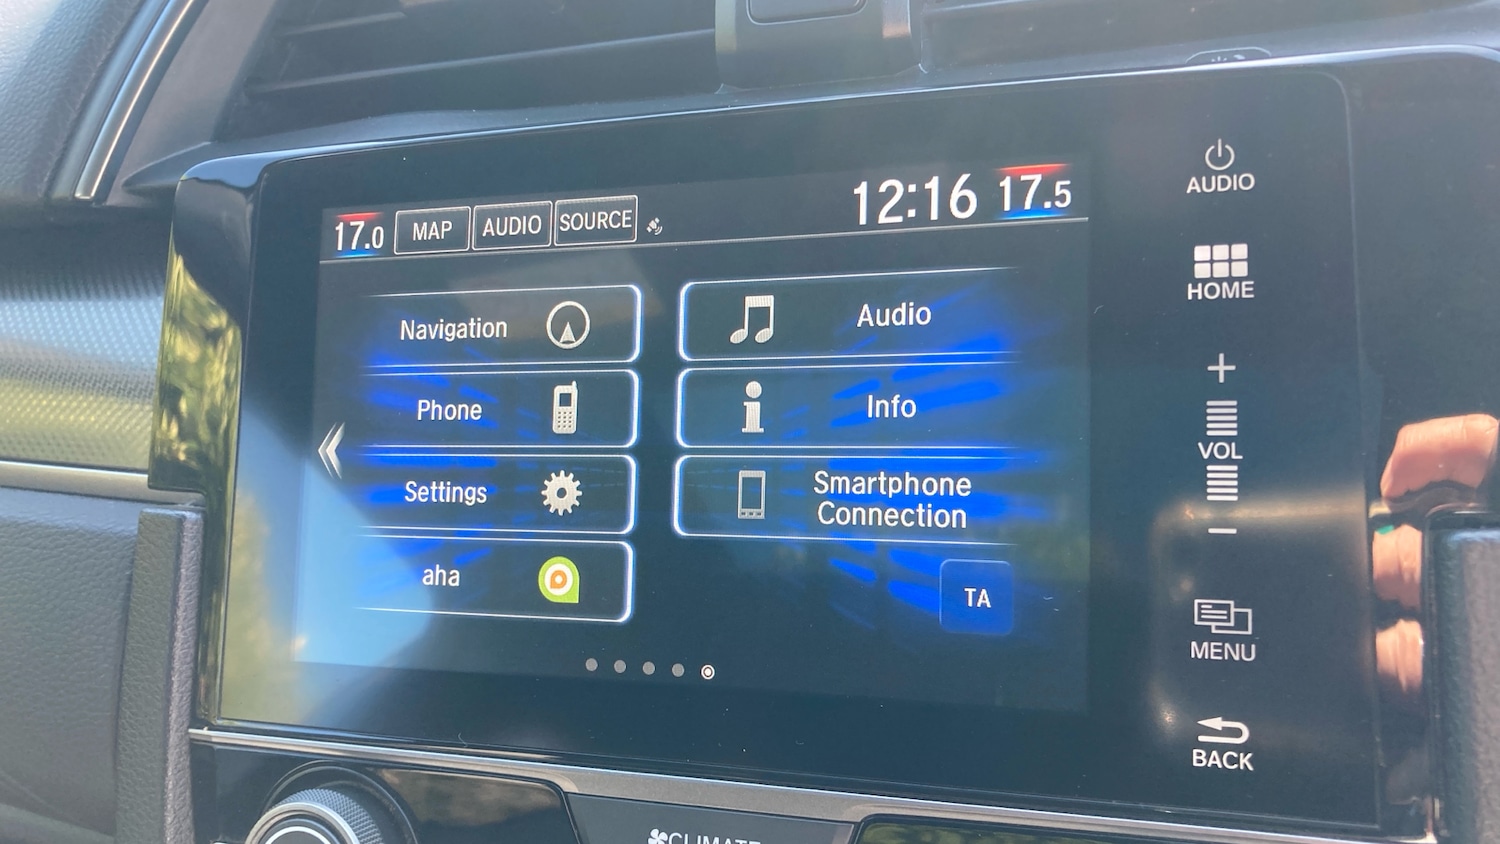 17.0 MAP AUDIO SOURCE 12:16 17.5
Navigation
Audio
Phone
Info
Settings
Smartphone
Connection
aha
TA
AUDIO
HOME
+
VOL
−
MENU
BACK
CLIMATE